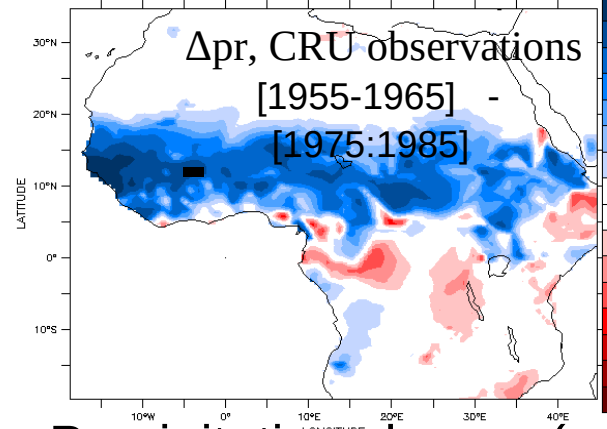 Δpr, CRU observations
[1955-1965] -
[1975:1985]
30°N
20°N
10°N
0°
10°S
LATITUDE
10°W 0° 10°E 20°E 30°E 40°E
LONGITUDE